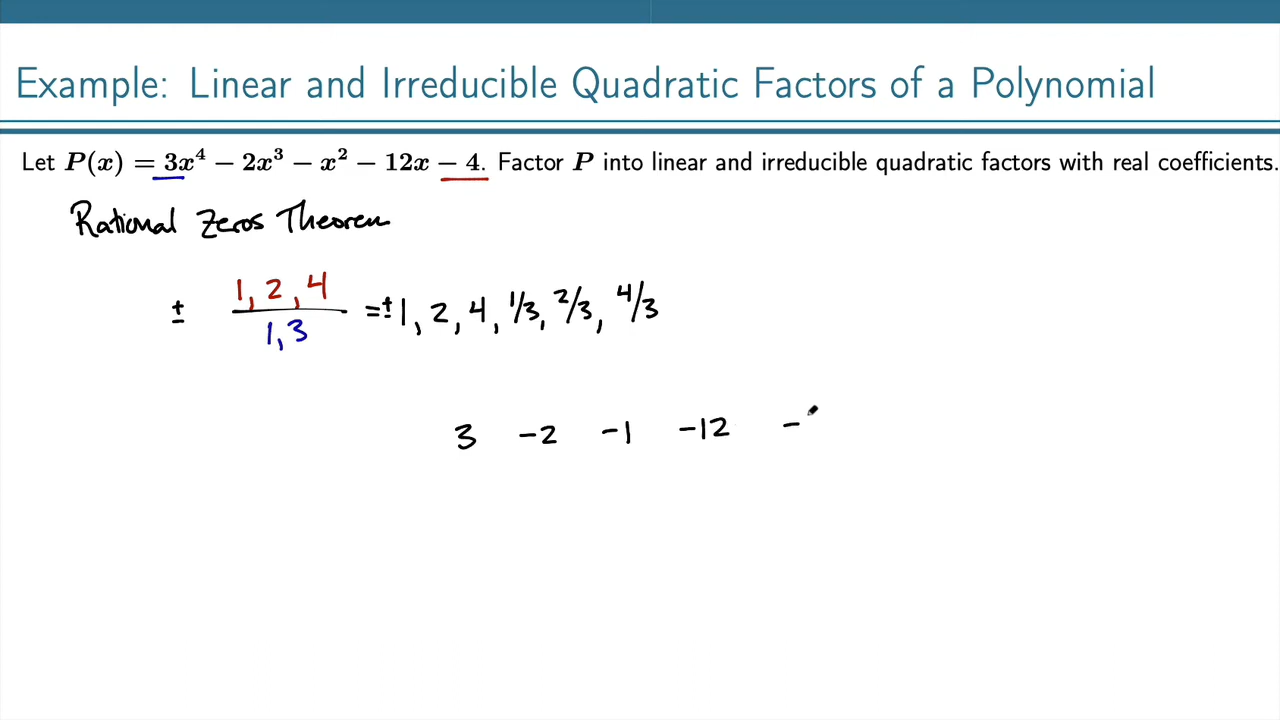 Example: Linear and Irreducible Quadratic Factors of a Polynomial
Let P(x) = 3x⁴ − 2x³ − x² − 12x − 4. Factor P into linear and irreducible quadratic factors with real coefficients.
Rational Zeros Theorem
± 1, 2, 4 / 1, 3 = ± 1, 2, 4, 1/3, 2/3, 4/3
3 -2 -1 -12 -